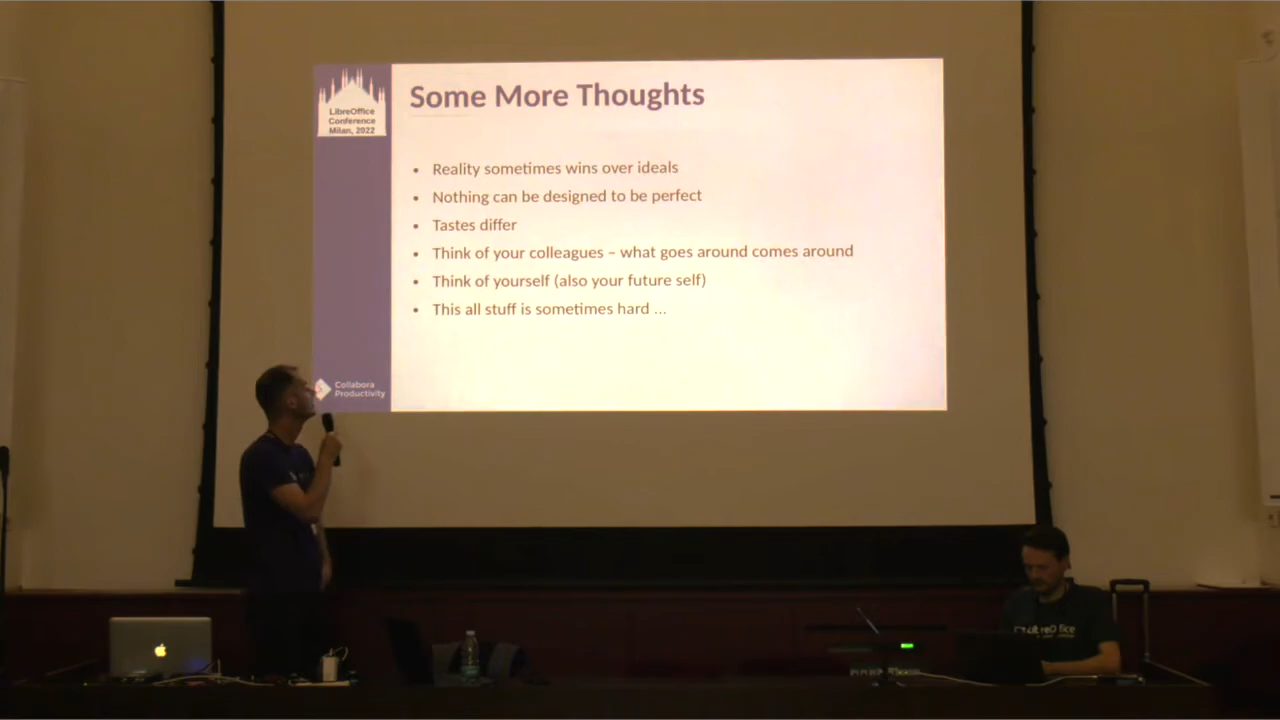 LibreOffice
Conference
Milan, 2022
Some More Thoughts
Reality sometimes wins over ideals
Nothing can be designed to be perfect
Tastes differ
Think of your colleagues – what goes around comes around
Think of yourself (also your future self)
This all stuff is sometimes hard ...
Collabora
Productivity
LibreOffice